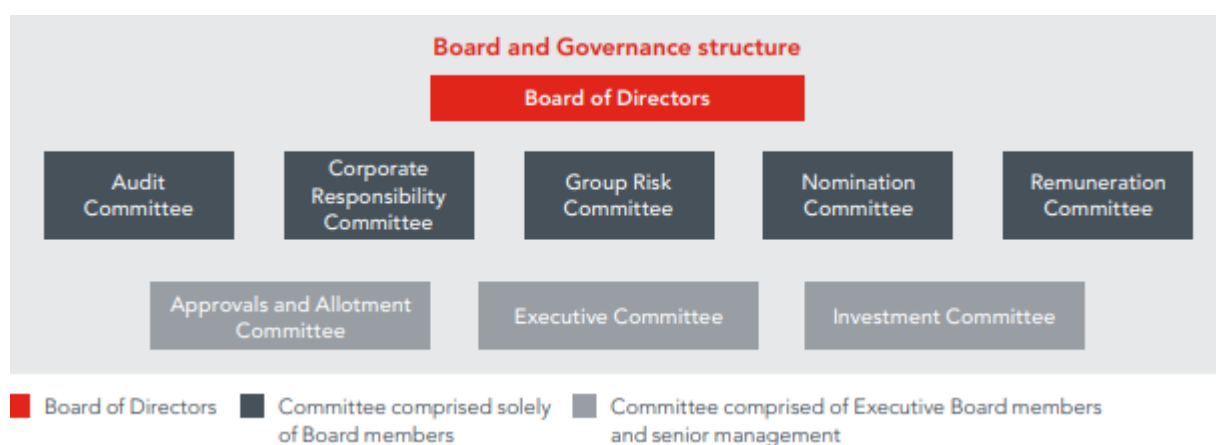 Board and Governance structure
Board of Directors
Audit
Committee
Corporate
Responsibility
Committee
Group Risk
Committee
Nomination
Committee
Remuneration
Committee
Approvals and Allotment
Committee
Executive Committee
Investment Committee
Board of Directors
Committee comprised solely
of Board members
Committee comprised of Executive Board members
and senior management